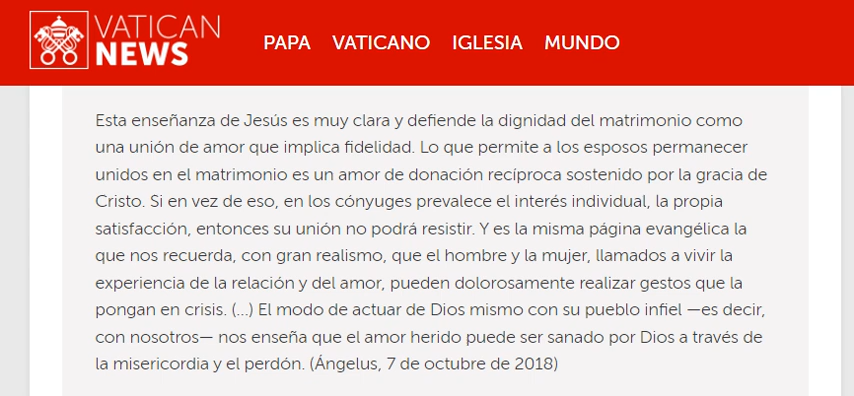 VATICAN
NEWS
PAPA VATICANO IGLESIA MUNDO
Esta enseñanza de Jesús es muy clara y defiende la dignidad del matrimonio como
una unión de amor que implica fidelidad. Lo que permite a los esposos permanecer
unidos en el matrimonio es un amor de donación recíproca sostenido por la gracia de
Cristo. Si en vez de eso, en los cónyuges prevalece el interés individual, la propia
satisfacción, entonces su unión no podrá resistir. Y es la misma página evangélica la
que nos recuerda, con gran realismo, que el hombre y la mujer, llamados a vivir la
experiencia de la relación y del amor, pueden dolorosamente realizar gestos que la
pongan en crisis. (...) El modo de actuar de Dios mismo con su pueblo infiel —es decir,
con nosotros— nos enseña que el amor herido puede ser sanado por Dios a través de
la misericordia y el perdón. (Ángelus, 7 de octubre de 2018)